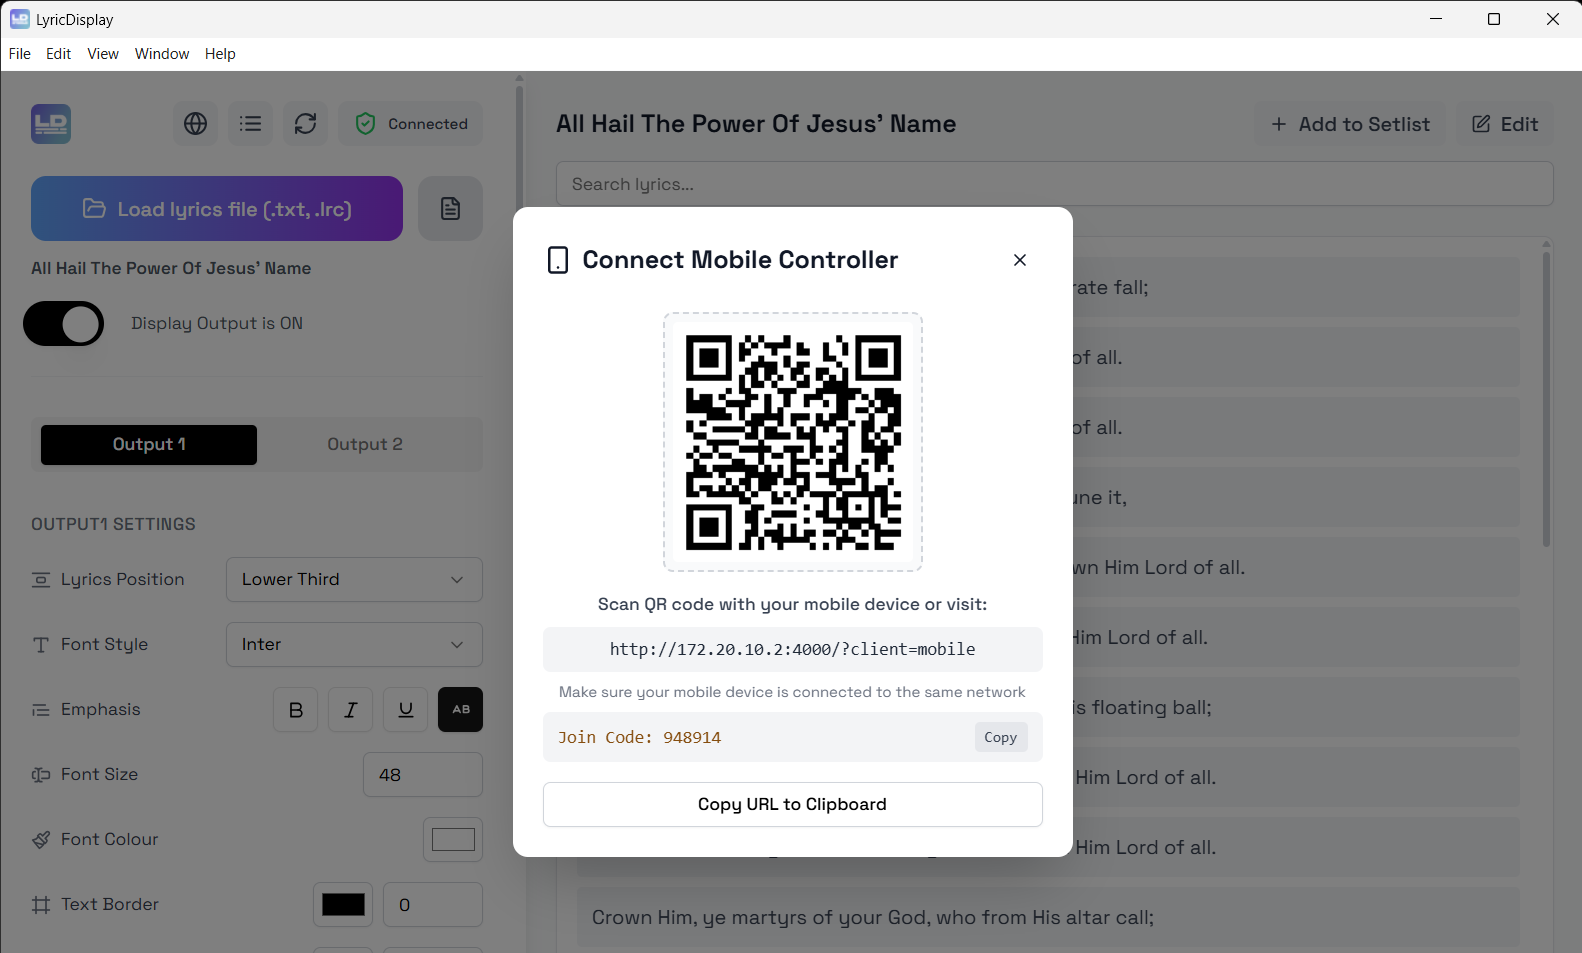 LD LyricDisplay
File Edit View Window Help
LD
Connected
Load lyrics file (.txt, .lrc)
All Hail The Power Of Jesus' Name
Display Output is ON
Output 1 Output 2
OUTPUT1 SETTINGS
Lyrics Position Lower Third
Font Style Inter
Emphasis B I U AB
Font Size 48
Font Colour
Text Border 0
All Hail The Power Of Jesus' Name
+ Add to Setlist Edit
Search lyrics...
rate fall;
of all.
of all.
une it,
wn Him Lord of all.
Him Lord of all.
is floating ball;
Him Lord of all.
Him Lord of all.
Crown Him, ye martyrs of your God, who from His altar call;
Connect Mobile Controller
Scan QR code with your mobile device or visit:
http://172.20.10.2:4000/?client=mobile
Make sure your mobile device is connected to the same network
Join Code: 948914 Copy
Copy URL to Clipboard